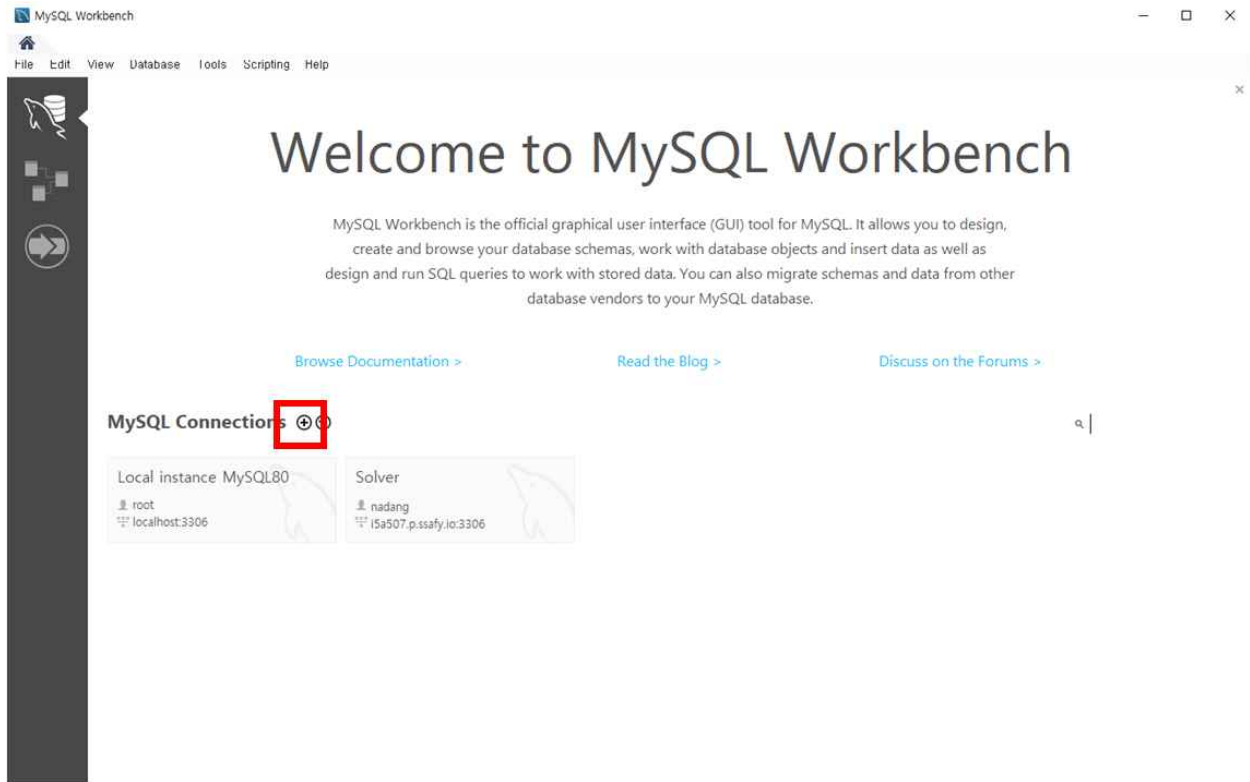 MySQL Workbench
File Edit View Database Tools Scripting Help
Welcome to MySQL Workbench
MySQL Workbench is the official graphical user interface (GUI) tool for MySQL. It allows you to design,
create and browse your database schemas, work with database objects and insert data as well as
design and run SQL queries to work with stored data. You can also migrate schemas and data from other
database vendors to your MySQL database.
Browse Documentation > Read the Blog > Discuss on the Forums >
MySQL Connections
Local instance MySQL80
root
localhost:3306
Solver
nadang
i5a507.p.ssafy.io:3306